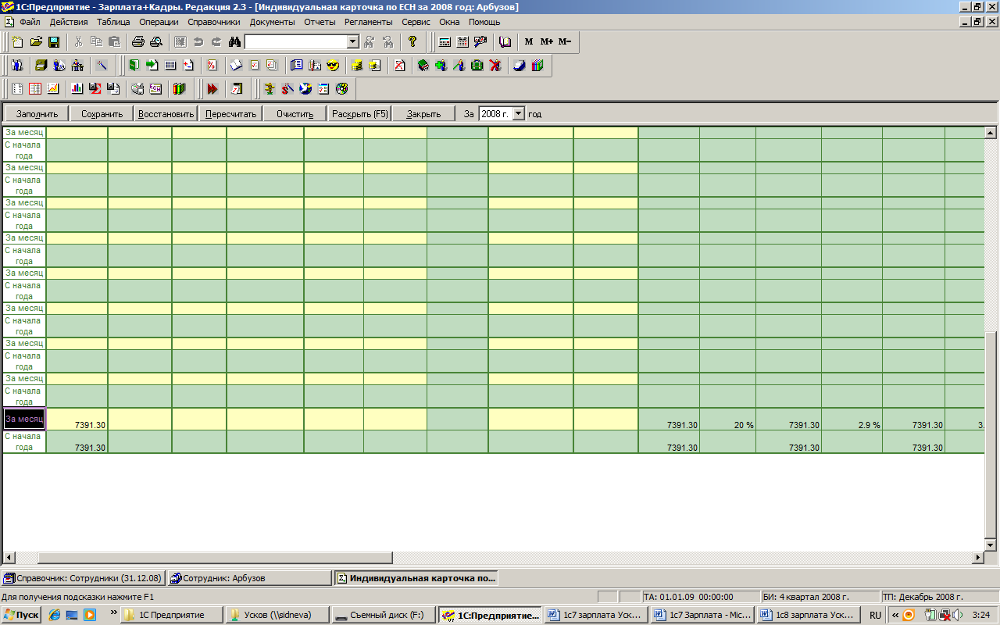 1С:Предприятие - Зарплата+Кадры. Редакция 2.3 - [Индивидуальная карточка по ЕСН за 2008 год: Арбузов]
Файл Действия Таблица Операции Справочники Документы Отчеты Регламенты Сервис Окна Помощь
M M+ M-
Заполнить Сохранить Восстановить Пересчитать Очистить Раскрыть (F5) Закрыть За 2008 г. год
За месяц
С начала
года
За месяц
С начала
года
За месяц
С начала
года
За месяц
С начала
года
За месяц
С начала
года
За месяц
С начала
года
За месяц
С начала
года
За месяц
С начала
года
За месяц 7391.30 7391.30 20 % 7391.30 2.9 % 7391.30 3.
С начала
года 7391.30 7391.30 7391.30 7391.30
Справочник: Сотрудники (31.12.08) Сотрудник: Арбузов Индивидуальная карточка по...
Для получения подсказки нажмите F1 TA: 01.01.09 00:00:00 БИ: 4 квартал 2008 г. ТП: Декабрь 2008 г.
Пуск » 1С Предприятие Усков (\\sidneva) Съемный диск (F:) 1С:Предприятие... 1с7 зарплата Уск... 1с7 Зарплата - Mic... 1с8 зарплата Уск... RU « 3:24